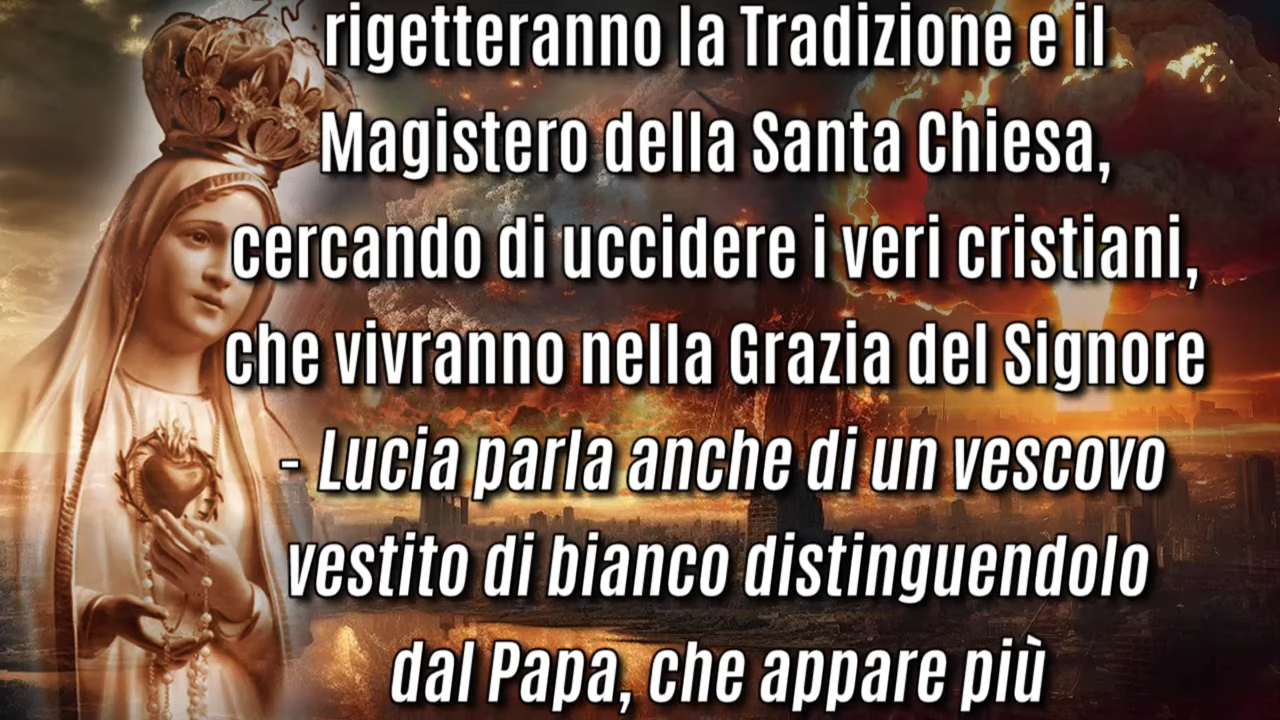 rigetteranno la Tradizione e il
Magistero della Santa Chiesa,
cercando di uccidere i veri cristiani,
che vivranno nella Grazia del Signore
- Lucia parla anche di un vescovo
vestito di bianco distinguendolo
dal Papa, che appare più